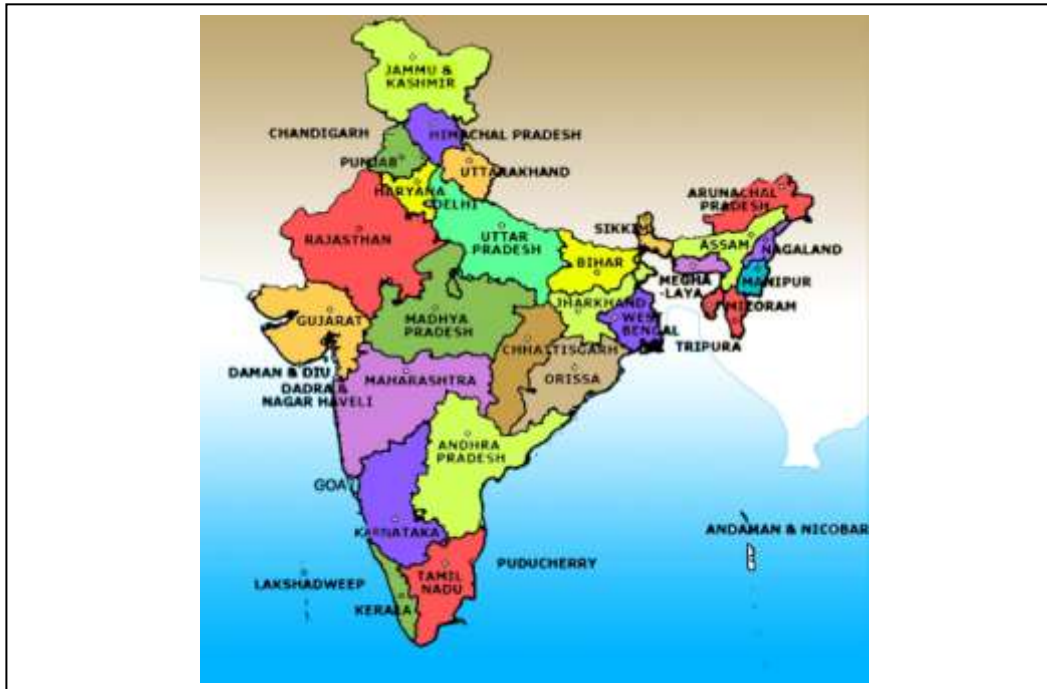 JAMMU &
KASHMIR
CHANDIGARH
HIMACHAL PRADESH
PUNJAB
UTTARAKHAND
HARYANA
DELHI
ARUNACHAL
PRADESH
RAJASTHAN
UTTAR
PRADESH
SIKKIM
ASSAM
NAGALAND
BIHAR
MEGHA
-LAYA
MANIPUR
JHARKHAND
MIZORAM
GUJARAT
MADHYA
PRADESH
WEST
BENGAL
TRIPURA
CHHATTISGARH
DAMAN & DIU
DADRA &
NAGAR HAVELI
MAHARASHTRA
ORISSA
ANDHRA
PRADESH
GOA
KARNATAKA
ANDAMAN & NICOBAR
PUDUCHERRY
LAKSHADWEEP
TAMIL
NADU
KERALA